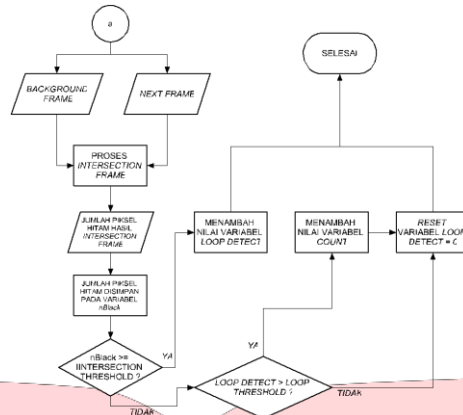 a
BACKGROUND
FRAME
NEXT FRAME
PROSES
INTERSECTION
FRAME
JUMLAH PIKSEL
HITAM HASIL
INTERSECTION
FRAME
JUMLAH PIKSEL
HITAM DISIMPAN
PADA VARIABEL
nBlack
nBlack >=
IINTERSECTION
THRESHOLD ?
YA
TIDAK
SELESAI
MENAMBAH
NILAI VARIABEL
LOOP DETECT
MENAMBAH
NILAI VARIABEL
COUNT
RESET
VARIABEL LOOP
DETECT = 0
YA
LOOP DETECT > LOOP
THRESHOLD ?
TIDAK